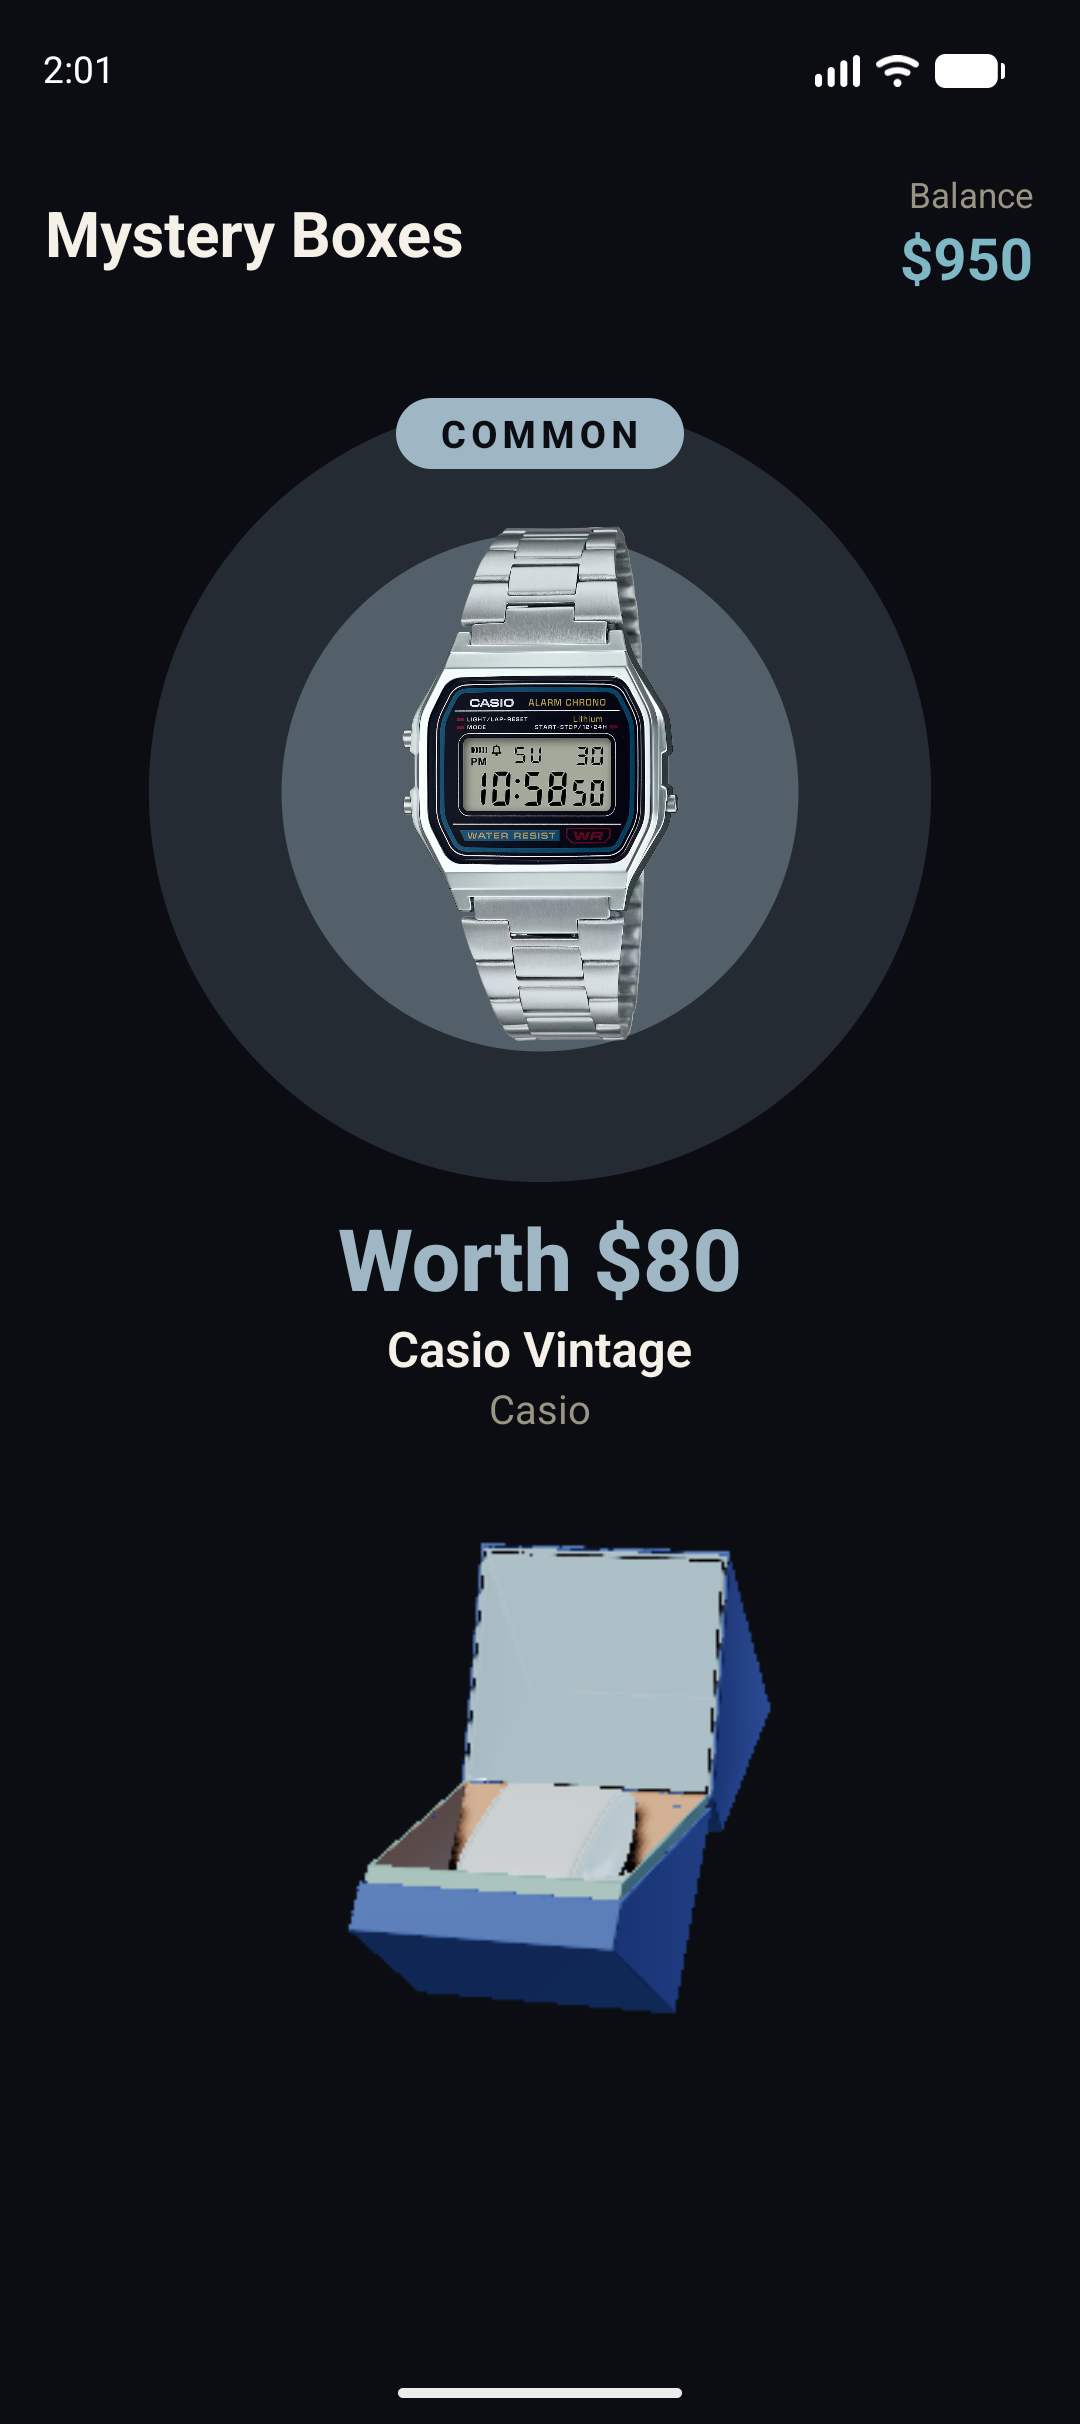 2:01
Mystery Boxes
Balance
$950
COMMON
CASIO ALARM CHRONO
LIGHT/LAP-RESET Lithium
MODE START-STOP/12·24H
SU 30
PM
10:58 50
WATER RESIST WR
Worth $80
Casio Vintage
Casio